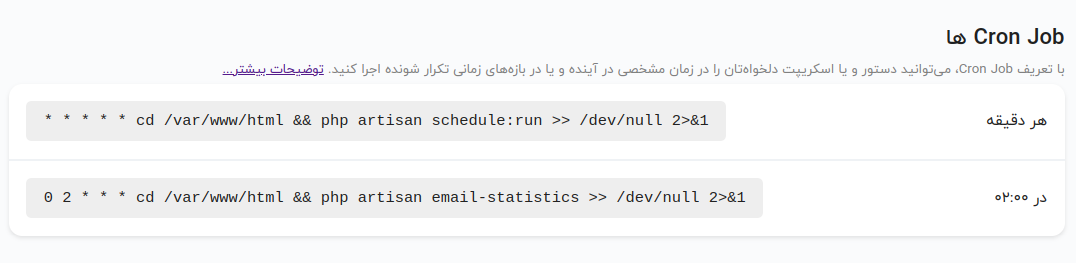 Cron Job ها
با تعریف Cron Job، می‌توانید دستور و یا اسکریپت دلخواه‌تان را در زمان مشخصی در آینده و یا در بازه‌های زمانی تکرار شونده اجرا کنید. توضیحات بیشتر...
هر دقیقه
* * * * * cd /var/www/html && php artisan schedule:run >> /dev/null 2>&1
در ۰۲:۰۰
0 2 * * * cd /var/www/html && php artisan email-statistics >> /dev/null 2>&1